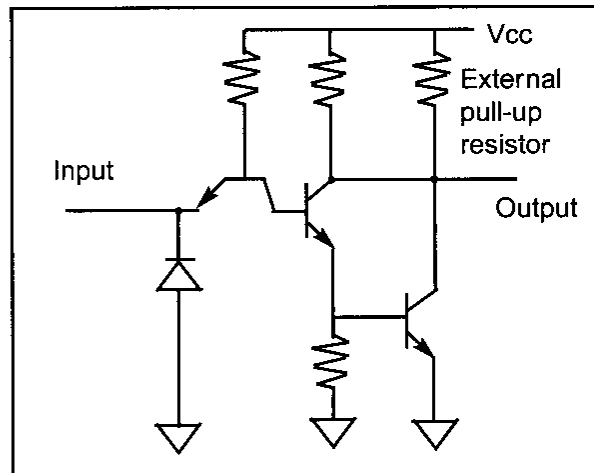 Vcc
External
pull-up
resistor
Input
Output